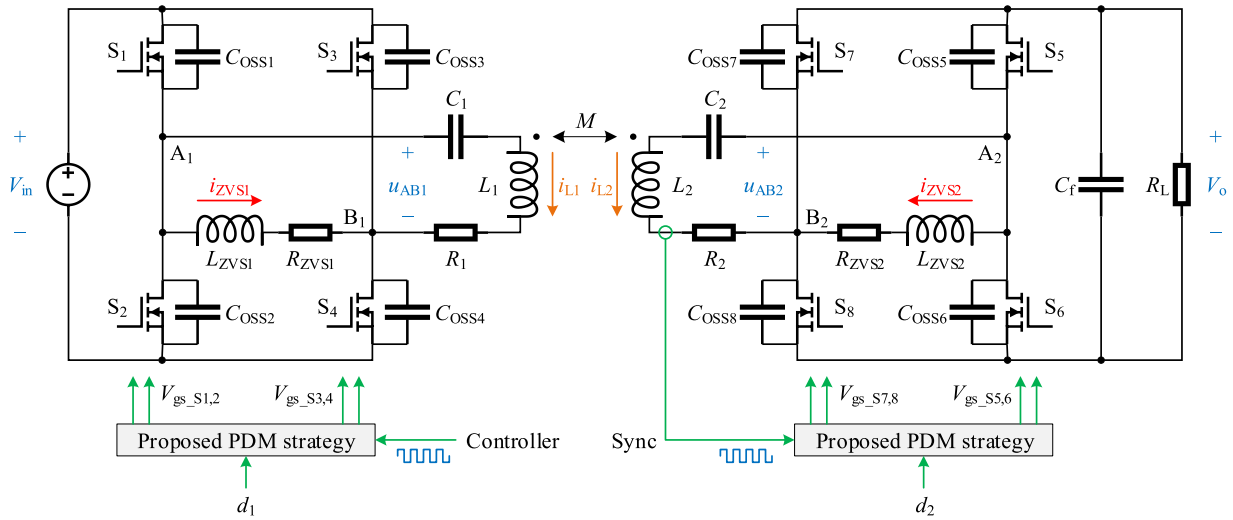 S1 COSS1 S3 COSS3 COSS7 S7 COSS5 S5
C1 M C2
+ A1 + L1 iL1 iL2 L2 + A2 +
Vin iZVS1 uAB1 uAB2 iZVS2 Cf RL Vo
− B1 − − B2 −
LZVS1 RZVS1 R1 R2 RZVS2 LZVS2
S2 COSS2 S4 COSS4 COSS8 S8 COSS6 S6
Vgs_S1,2 Vgs_S3,4 Vgs_S7,8 Vgs_S5,6
Proposed PDM strategy Controller Sync Proposed PDM strategy
d1 d2